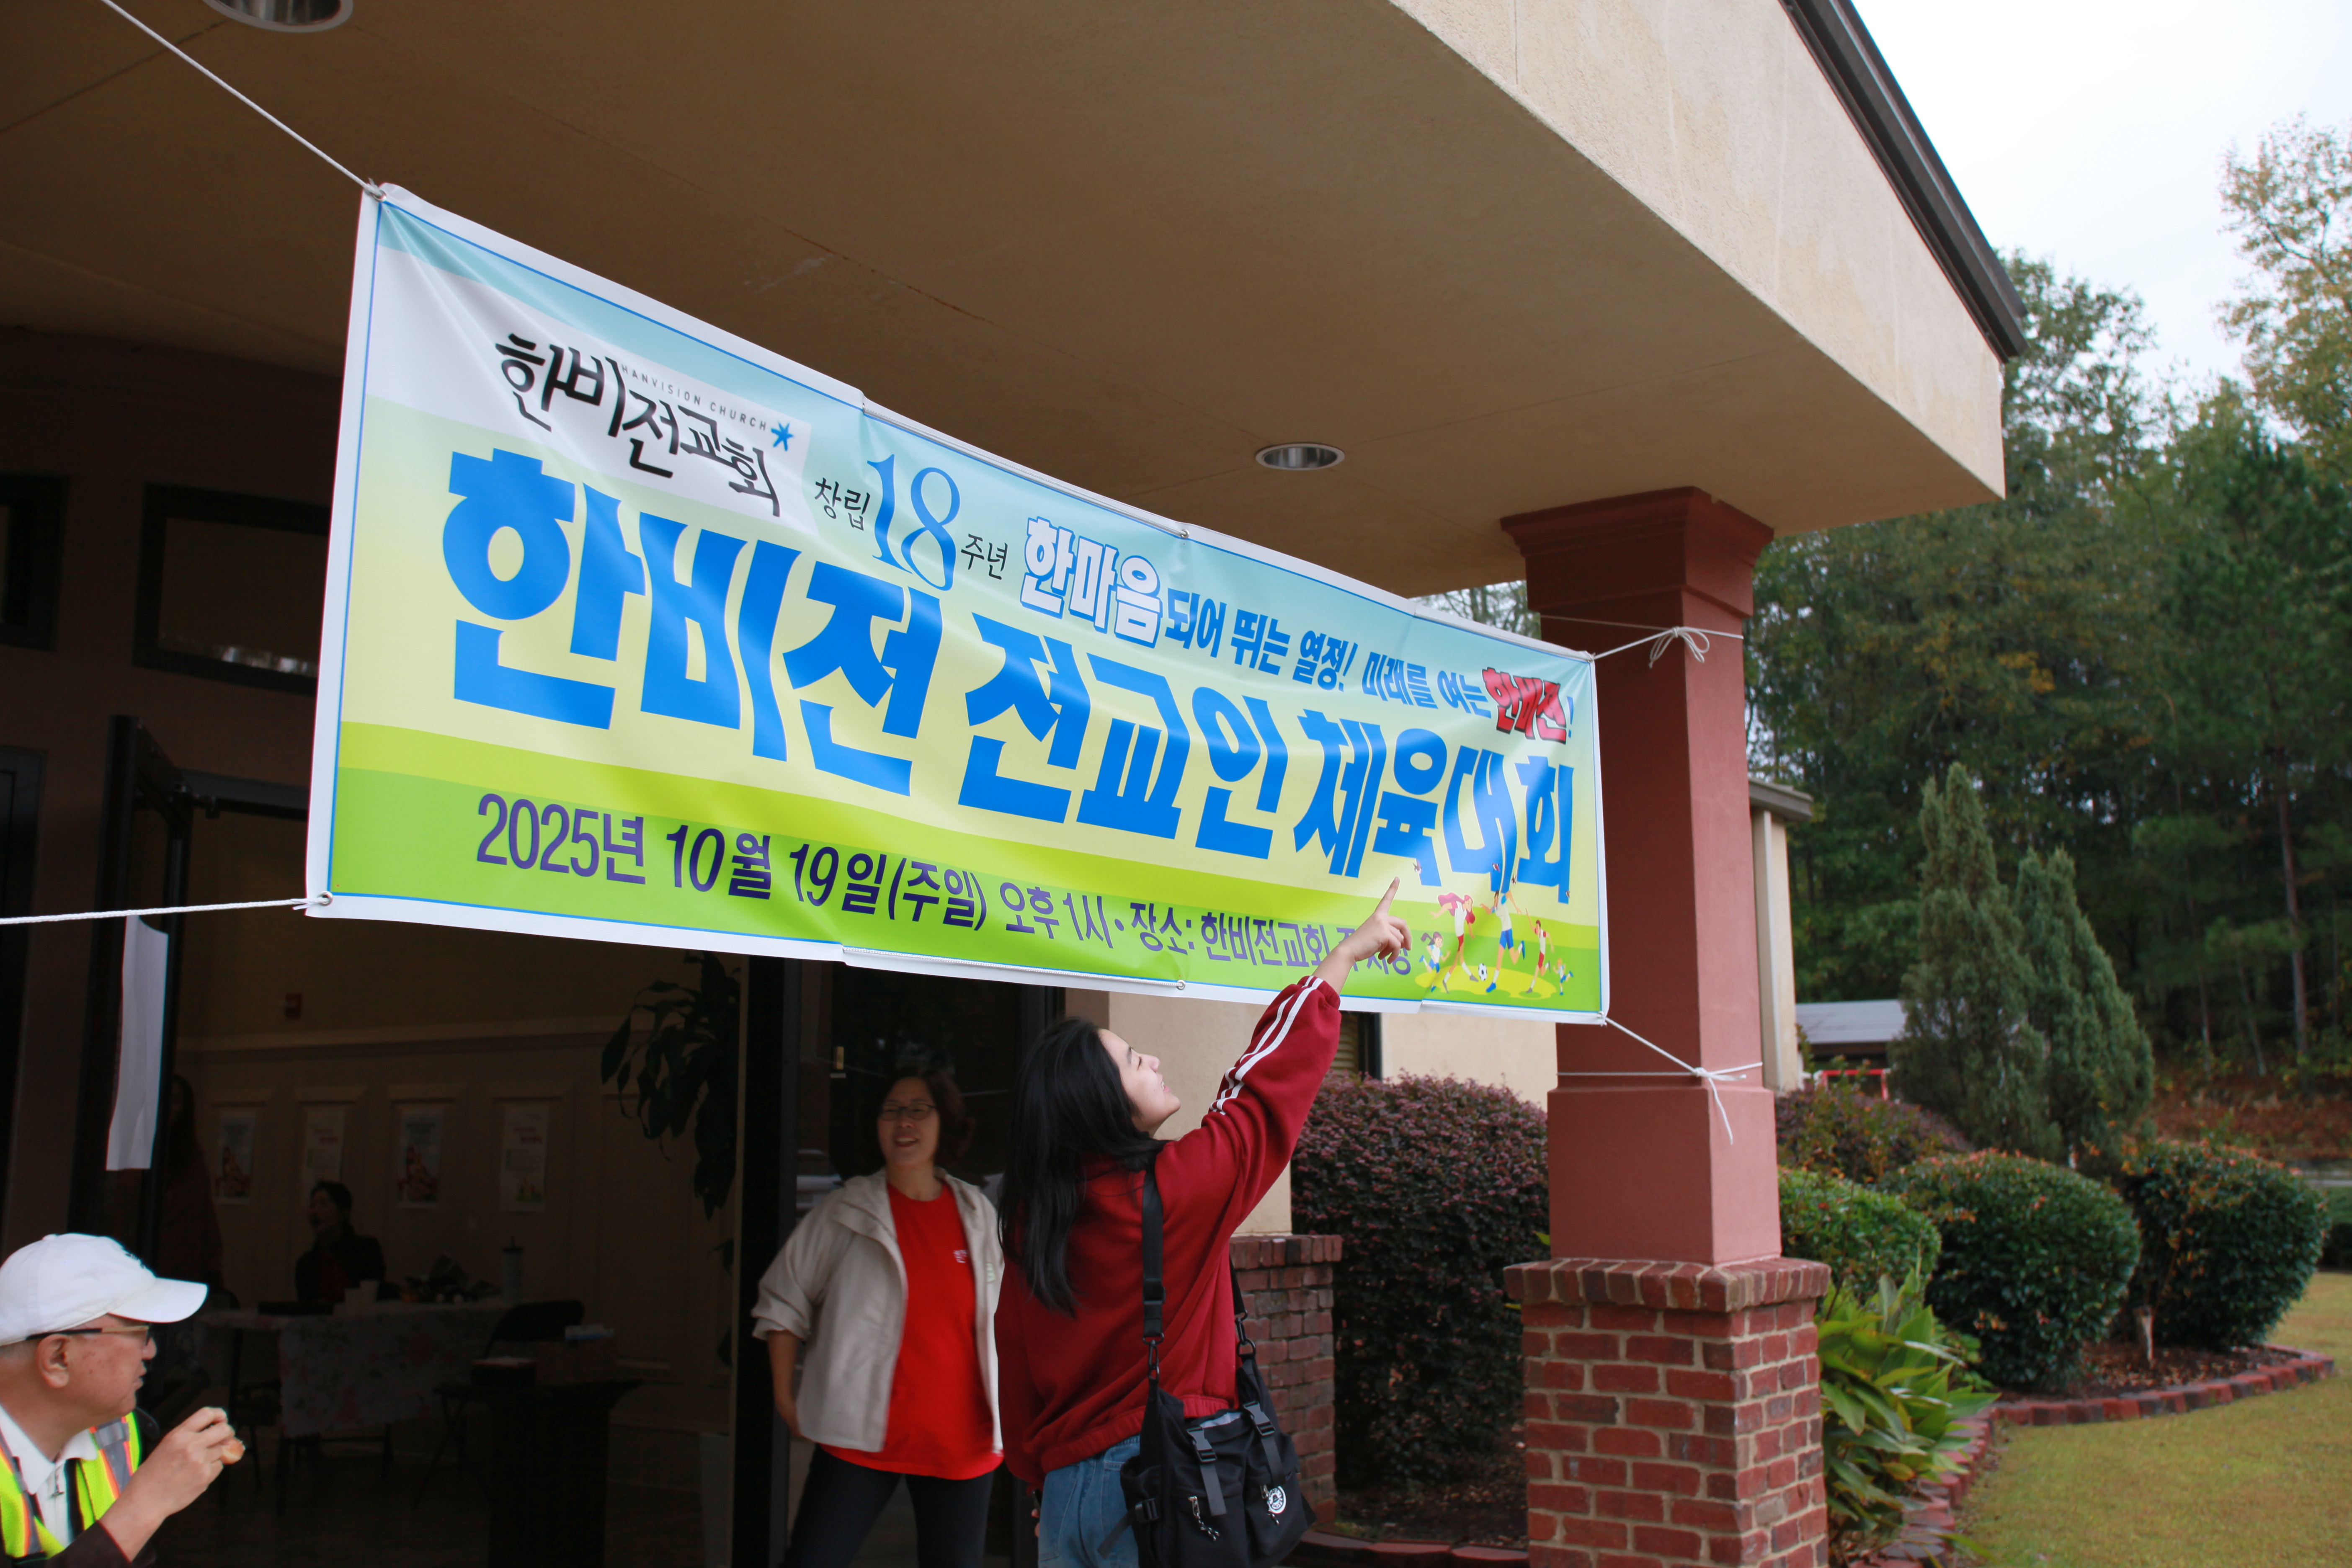 HANVISION CHURCH
한비전교회
창립 18주년 한마음되어 뛰는 열정! 미래를 여는 한비전!
한비전 전교인 체육대회
2025년 10월 19일(주일) 오후 1시 · 장소: 한비전교회